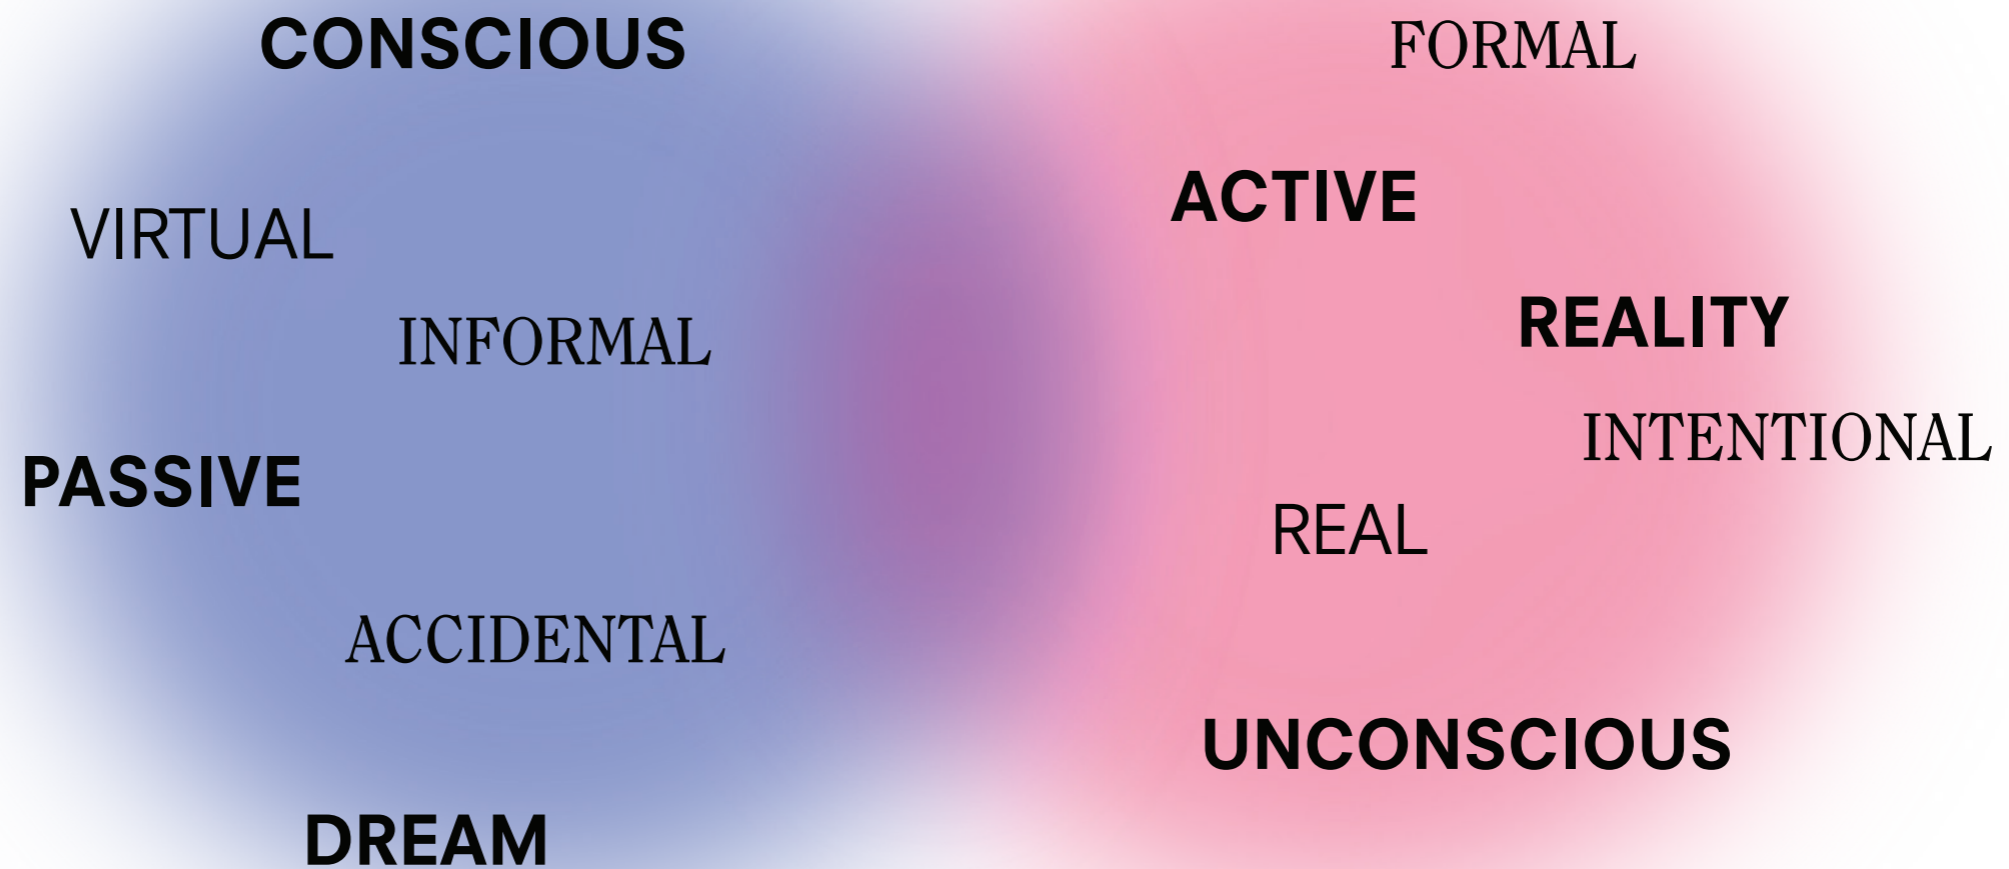 CONSCIOUS
FORMAL
ACTIVE
VIRTUAL
REALITY
INFORMAL
INTENTIONAL
PASSIVE
REAL
ACCIDENTAL
UNCONSCIOUS
DREAM